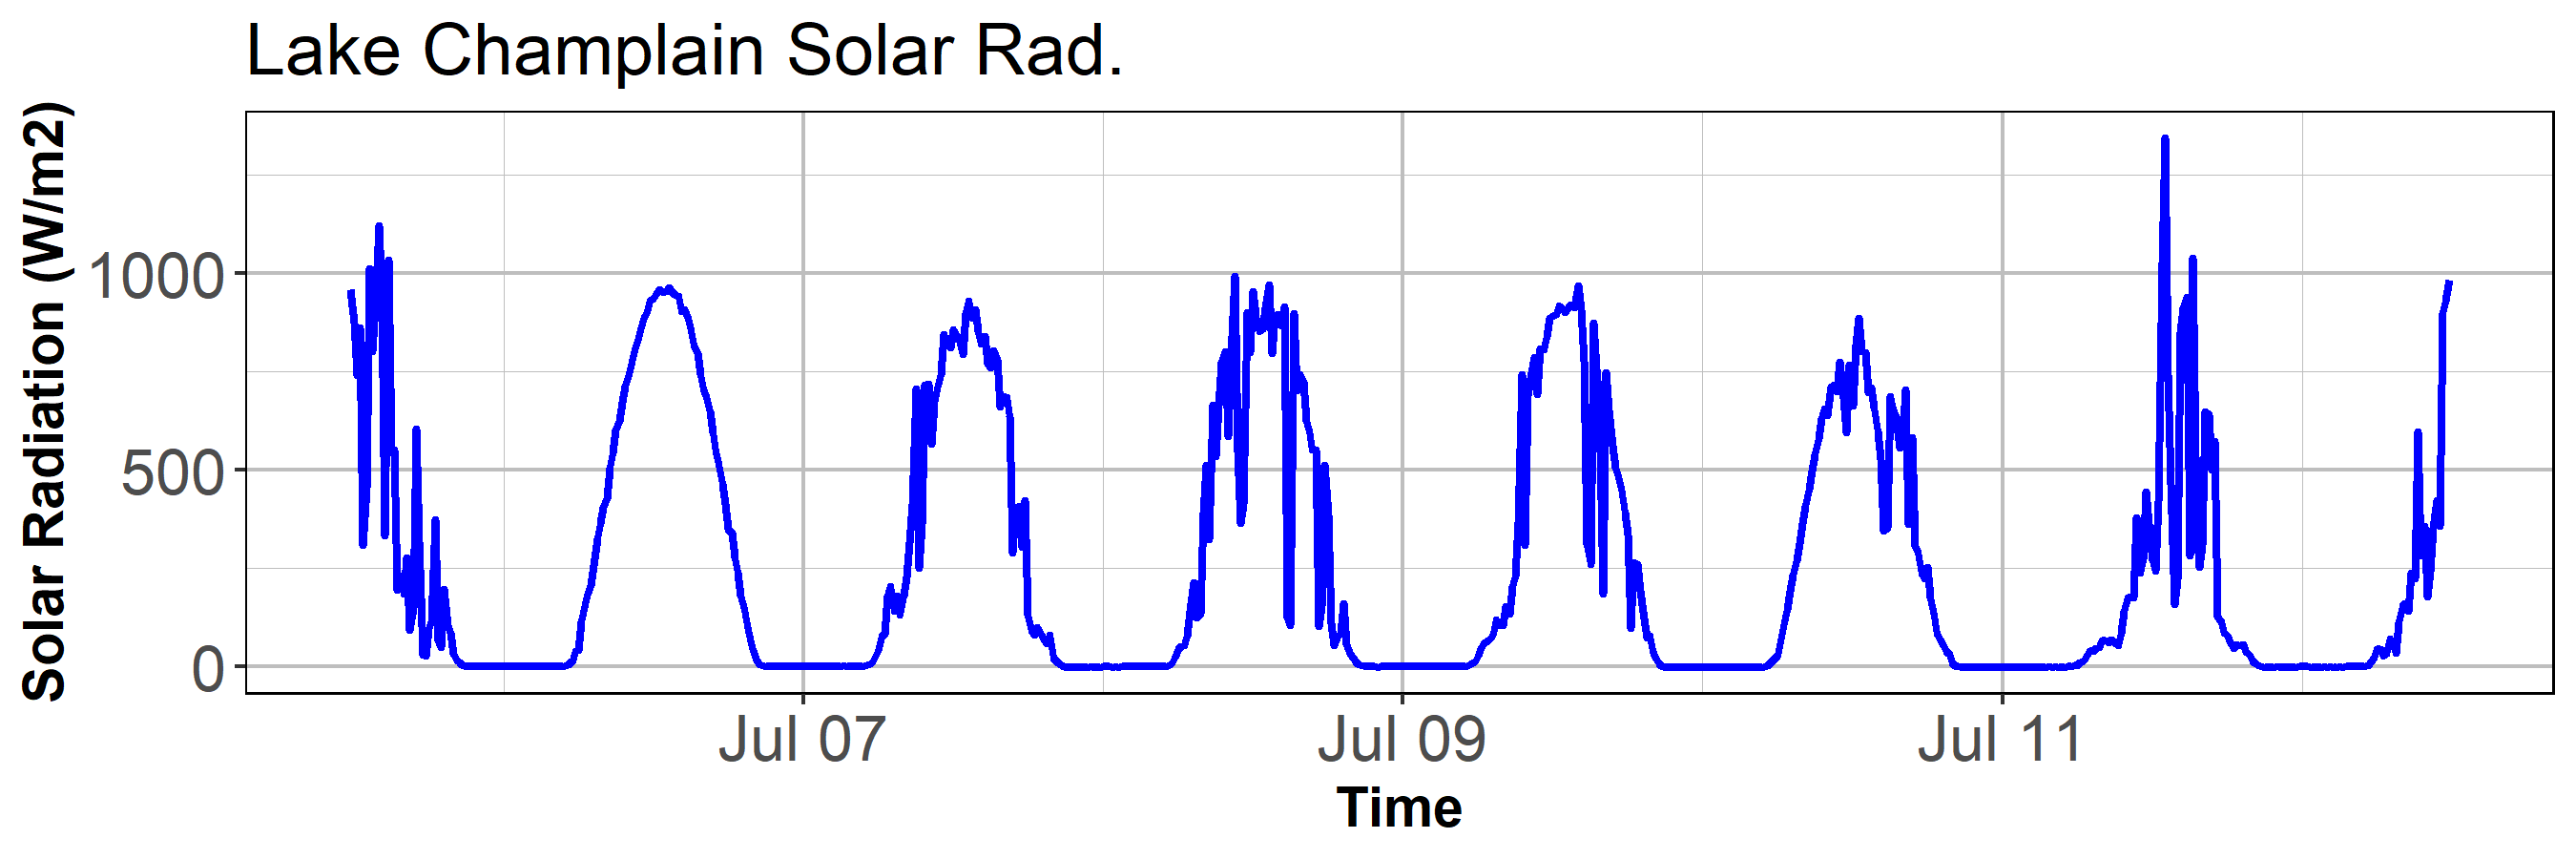 Lake Champlain Solar Rad.
Solar Radiation (W/m2)
1000
500
0
Jul 07 Jul 09 Jul 11
Time